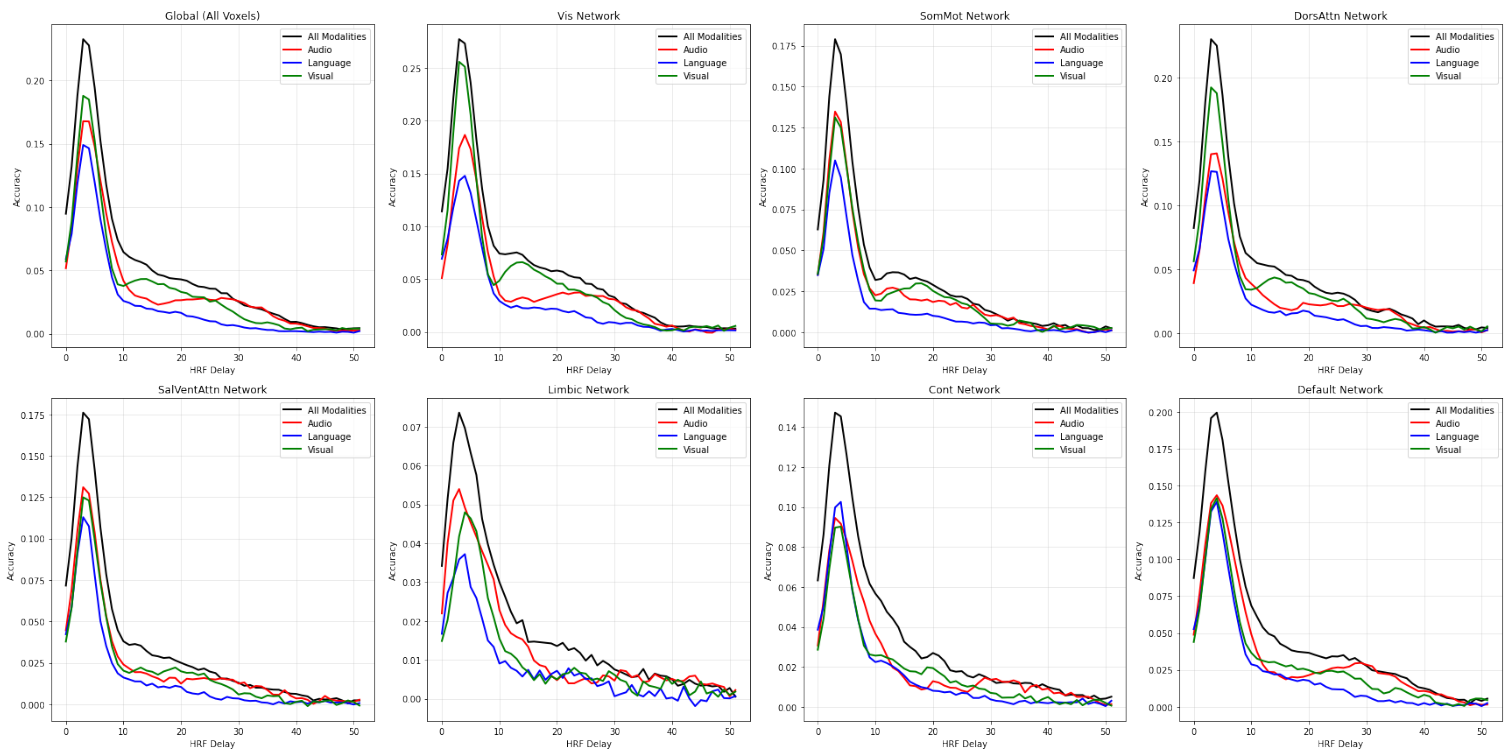 Global (All Voxels)
All Modalities
Audio
Language
Visual
Accuracy
0.20
0.15
0.10
0.05
0.00
0 10 20 30 40 50
HRF Delay
Vis Network
All Modalities
Audio
Language
Visual
Accuracy
0.25
0.20
0.15
0.10
0.05
0.00
0 10 20 30 40 50
HRF Delay
SomMot Network
All Modalities
Audio
Language
Visual
Accuracy
0.175
0.150
0.125
0.100
0.075
0.050
0.025
0.000
0 10 20 30 40 50
HRF Delay
DorsAttn Network
All Modalities
Audio
Language
Visual
Accuracy
0.20
0.15
0.10
0.05
0.00
0 10 20 30 40 50
HRF Delay
SalVentAttn Network
All Modalities
Audio
Language
Visual
Accuracy
0.175
0.150
0.125
0.100
0.075
0.050
0.025
0.000
0 10 20 30 40 50
HRF Delay
Limbic Network
All Modalities
Audio
Language
Visual
Accuracy
0.07
0.06
0.05
0.04
0.03
0.02
0.01
0.00
0 10 20 30 40 50
HRF Delay
Cont Network
All Modalities
Audio
Language
Visual
Accuracy
0.14
0.12
0.10
0.08
0.06
0.04
0.02
0.00
0 10 20 30 40 50
HRF Delay
Default Network
All Modalities
Audio
Language
Visual
Accuracy
0.200
0.175
0.150
0.125
0.100
0.075
0.050
0.025
0.000
0 10 20 30 40 50
HRF Delay